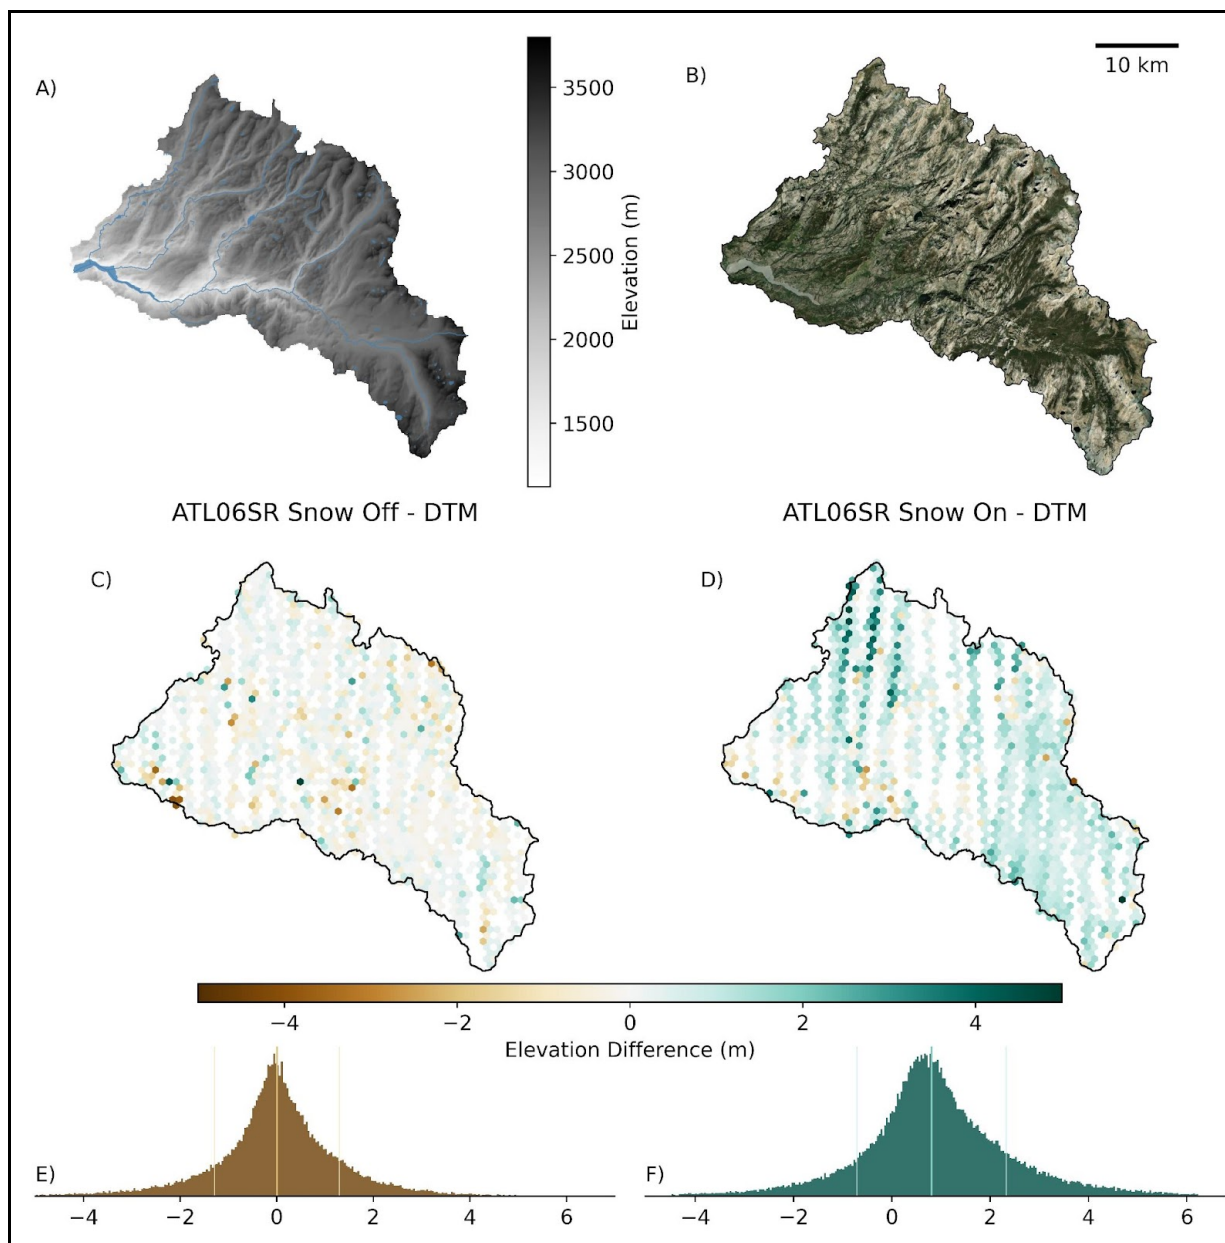 A)
3500
3000
2500
2000
1500
Elevation (m)
B)
10 km
ATL06SR Snow Off - DTM
ATL06SR Snow On - DTM
C)
D)
−4
−2
0
2
4
Elevation Difference (m)
E)
−4
−2
0
2
4
6
F)
−4
−2
0
2
4
6